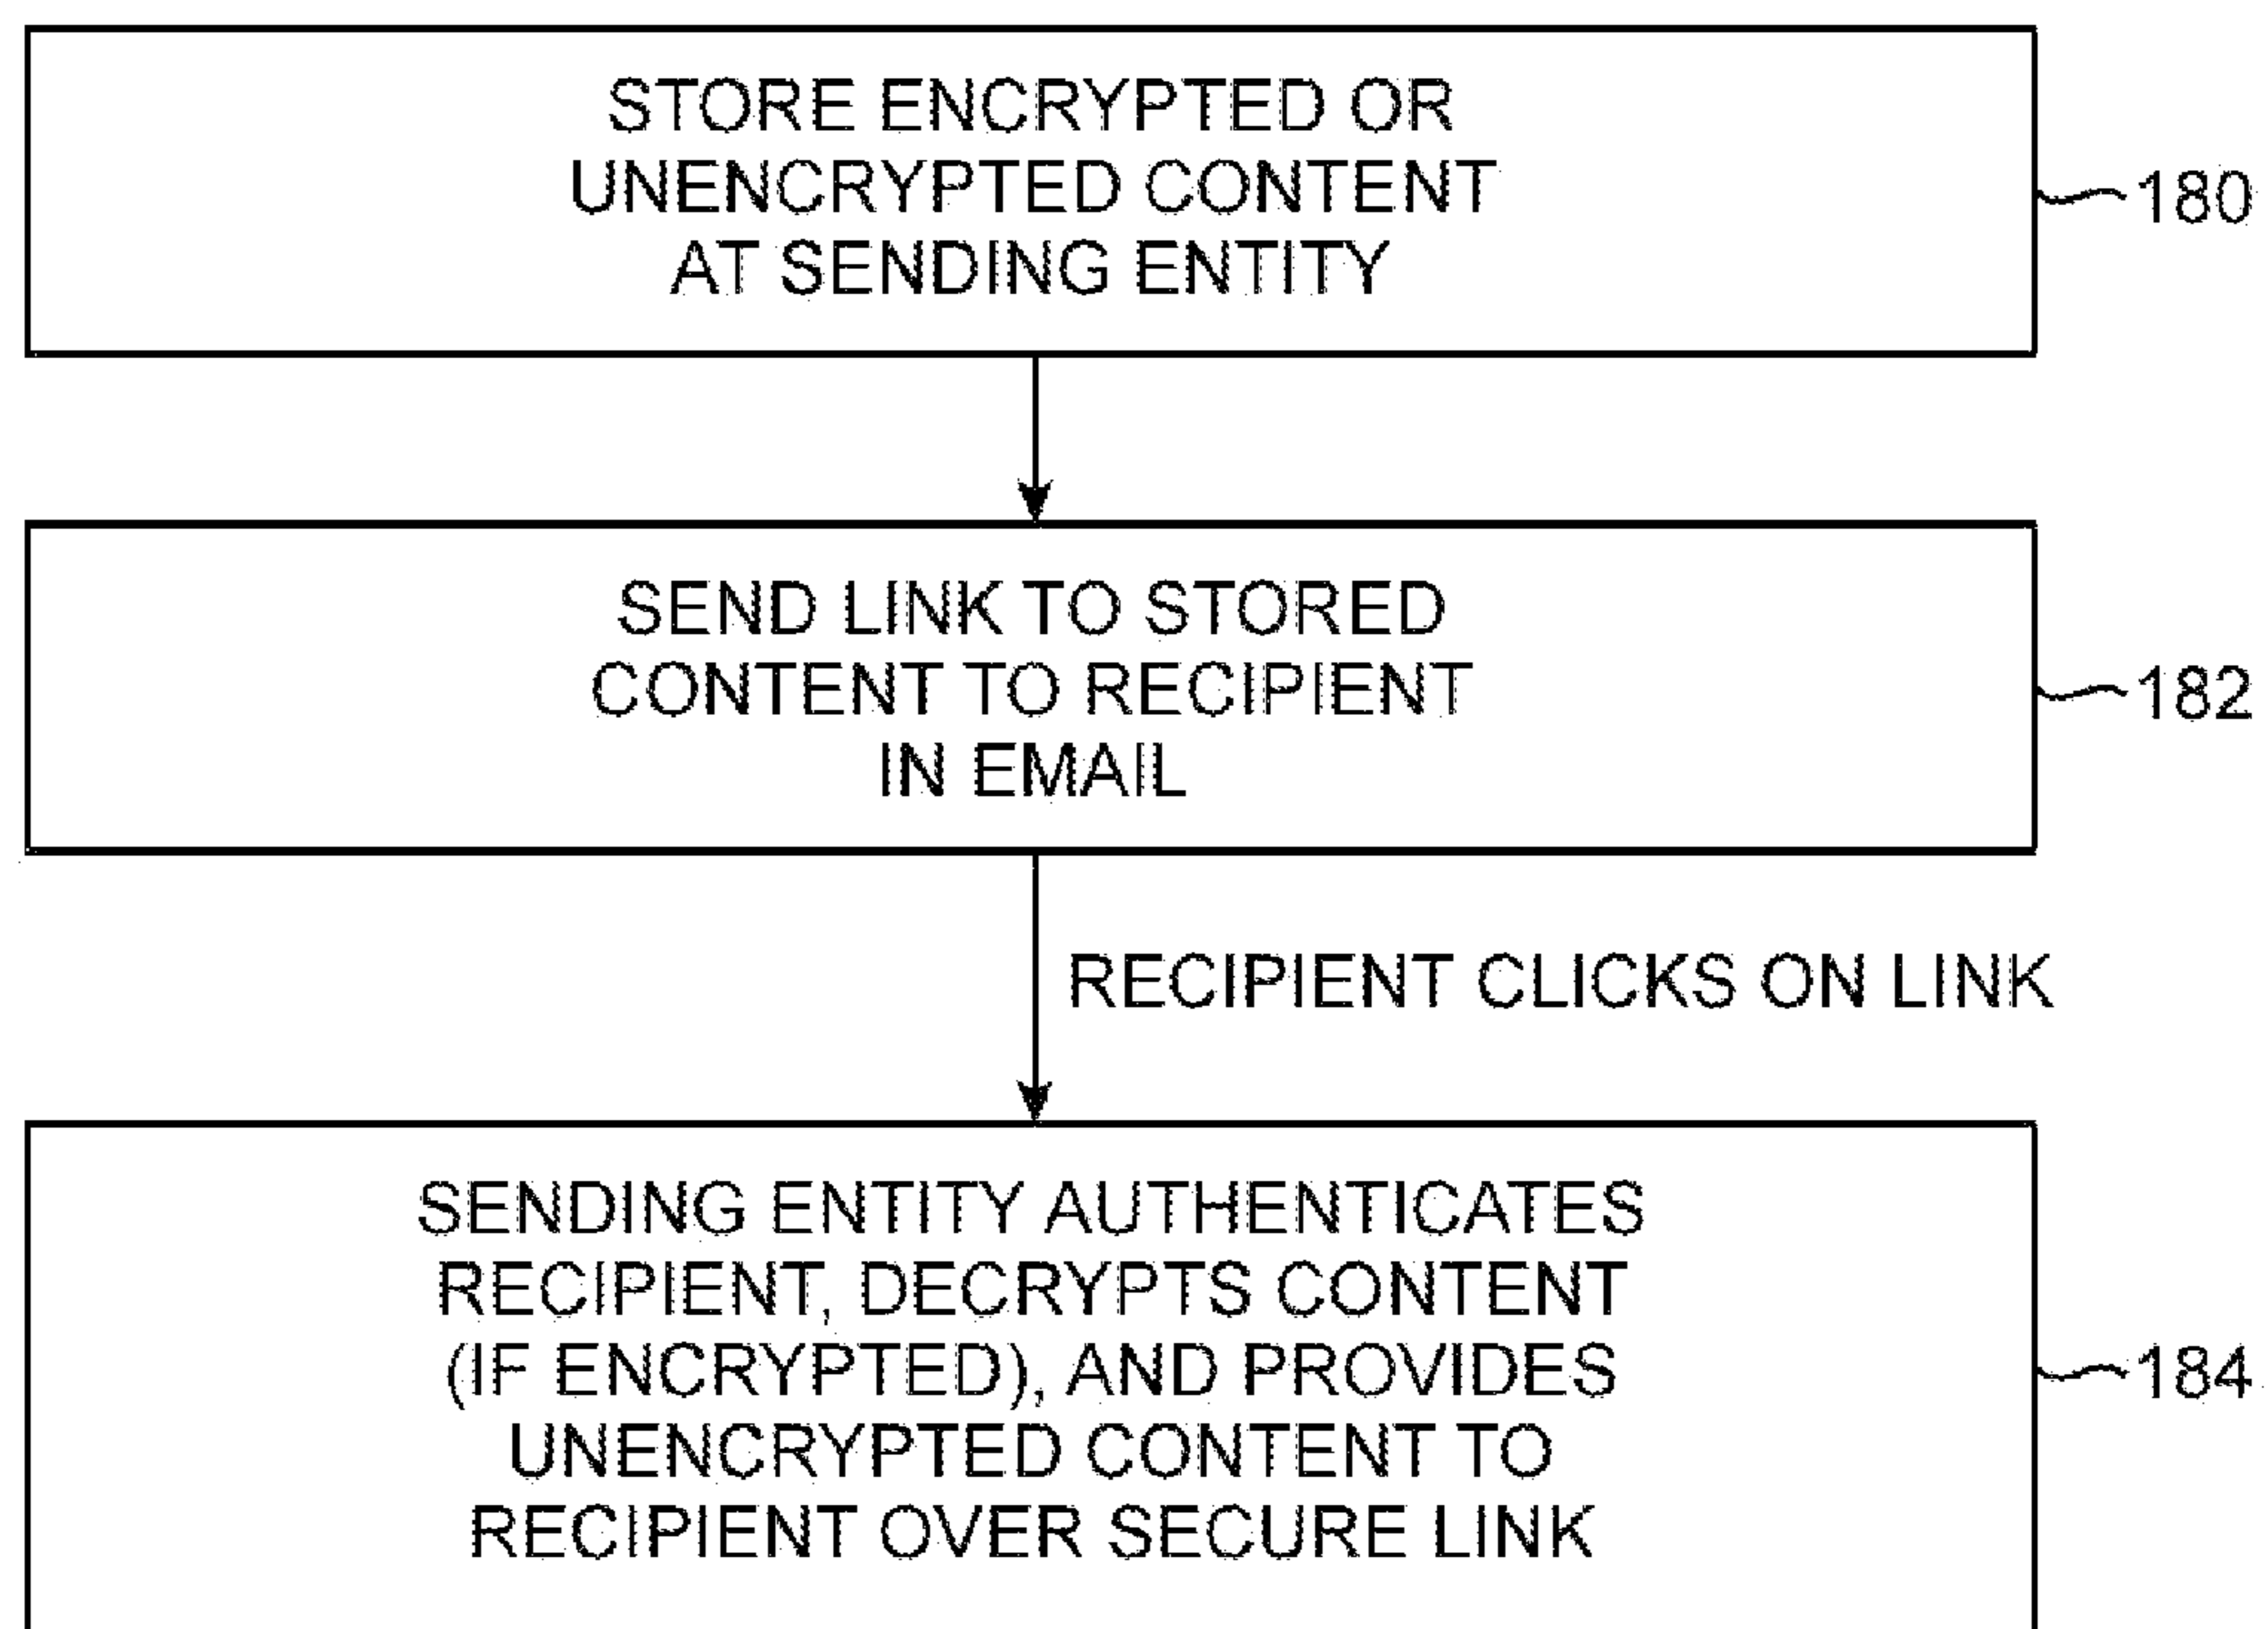 STORE ENCRYPTED OR
UNENCRYPTED CONTENT
AT SENDING ENTITY
180
SEND LINK TO STORED
CONTENT TO RECIPIENT
IN EMAIL
182
RECIPIENT CLICKS ON LINK
SENDING ENTITY AUTHENTICATES
RECIPIENT, DECRYPTS CONTENT
(IF ENCRYPTED), AND PROVIDES
UNENCRYPTED CONTENT TO
RECIPIENT OVER SECURE LINK
184